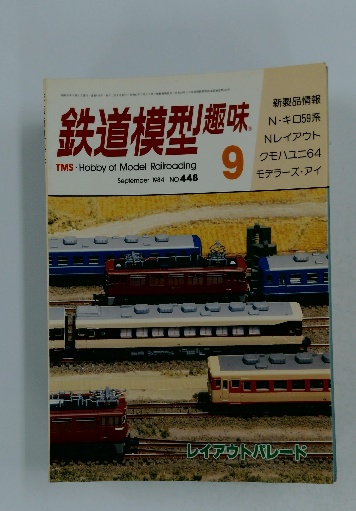 鉄道模型趣味
TMS・Hobby of Model Railroading
September 1984 NO.448
9
新製品情報
N・キロ59系
Nレイアウト
クモハユニ64
モデラーズ・アイ
レイアウトパレード